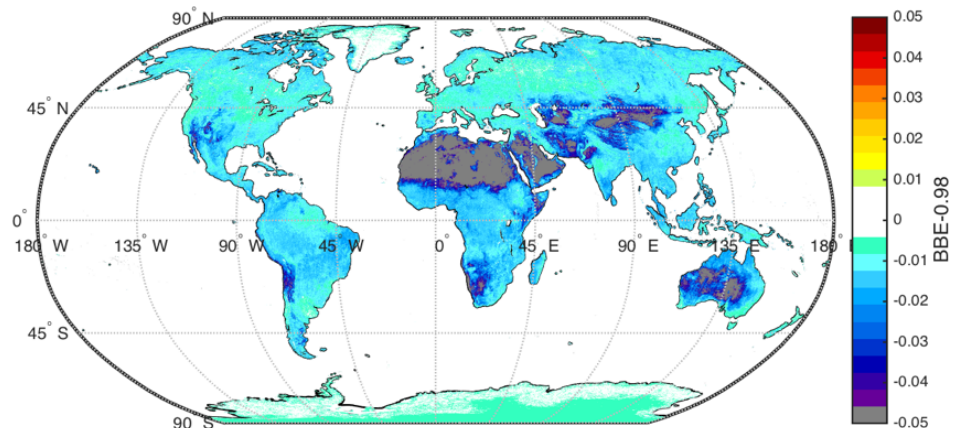 90° N
45° N
0°
180° W
135° W
90° W
45° W
0
45° E
90° E
135° E
180° E
45° S
90° S
0.05
0.04
0.03
0.02
0.01
0
-0.01
-0.02
-0.03
-0.04
-0.05
BBE-0.98